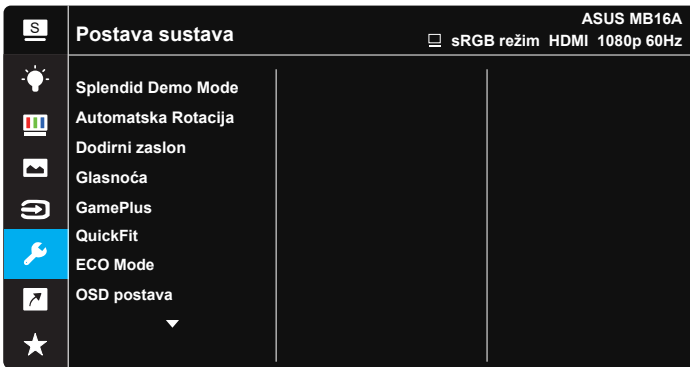 S
Postava sustava
ASUS MB16A
sRGB režim HDMI 1080p 60Hz
Splendid Demo Mode
Automatska Rotacija
Dodirni zaslon
Glasnoća
GamePlus
QuickFit
ECO Mode
OSD postava